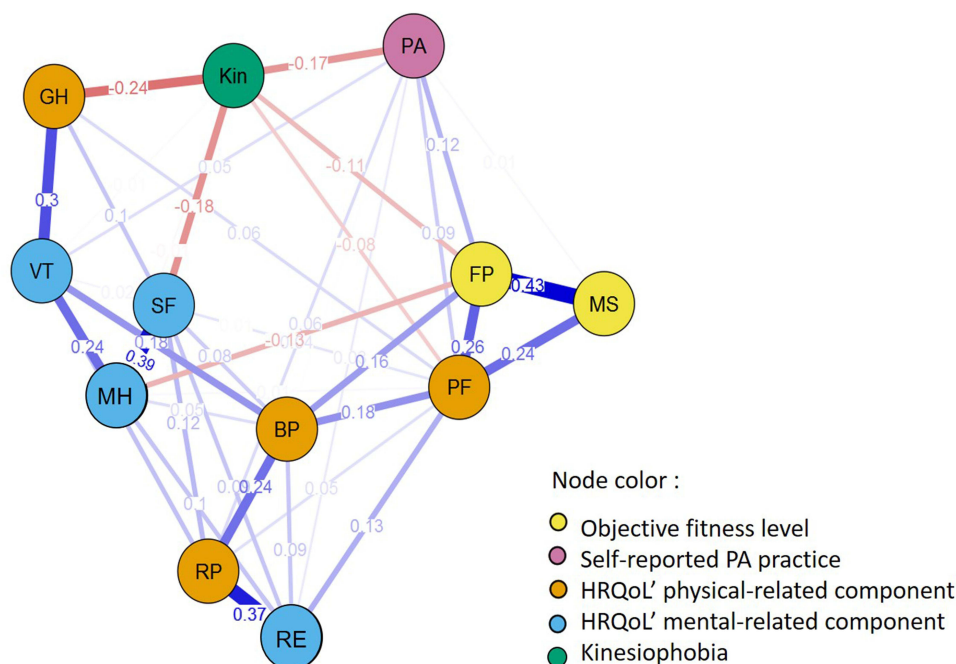 PA
Kin
-0.17
GH
-0.24
0.12
0.01
0.05
0.3
-0.18
0.1
-0.11
0.06
0.09
-0.08
VT
FP
SF
0.43
MS
0.06
-0.13
0.24
0.18
0.39
0.08
0.16
0.26
0.24
MH
PF
0.05
0.12
BP
0.18
0.24
0.05
0.1
0.13
0.09
RP
0.37
RE
Node color :
Objective fitness level
Self-reported PA practice
HRQoL' physical-related component
HRQoL' mental-related component
Kinesiophobia